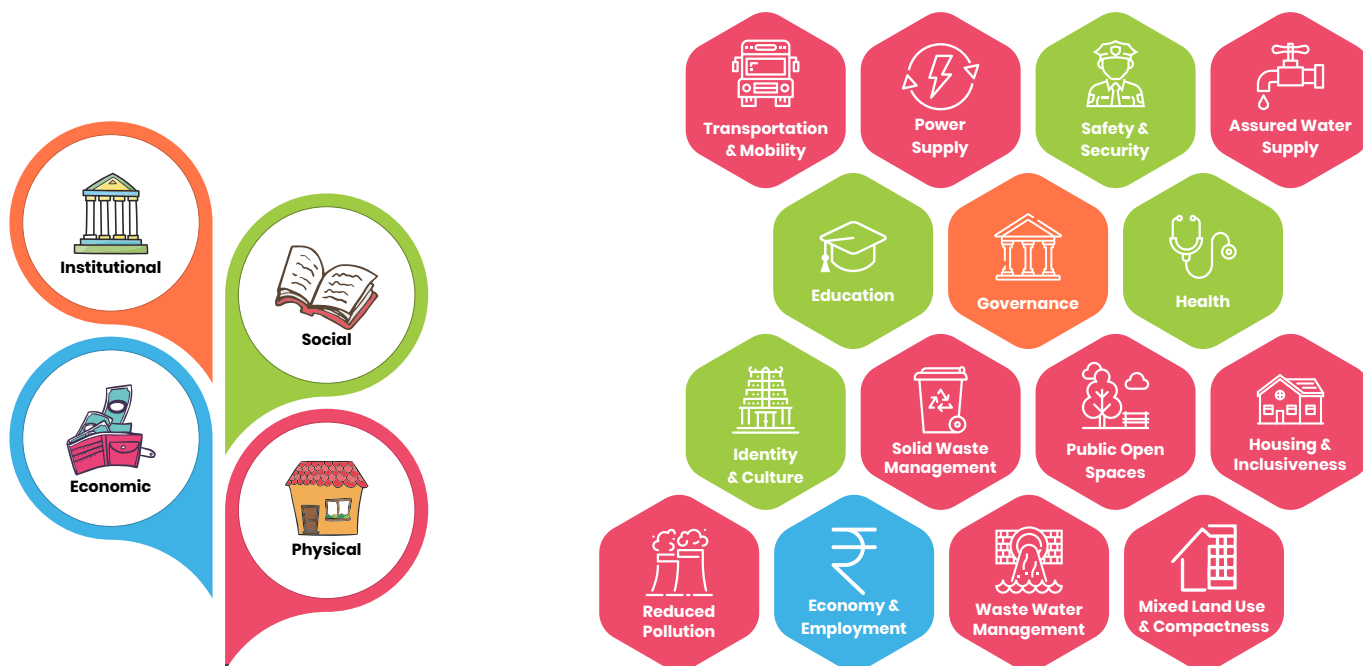 Institutional
Social
Economic
Physical
Transportation
& Mobility
Power
Supply
Safety &
Security
Assured Water
Supply
Education
Governance
Health
Identity
& Culture
Solid Waste
Management
Public Open
Spaces
Housing &
Inclusiveness
Reduced
Pollution
₹
Economy &
Employment
Waste Water
Management
Mixed Land Use
& Compactness